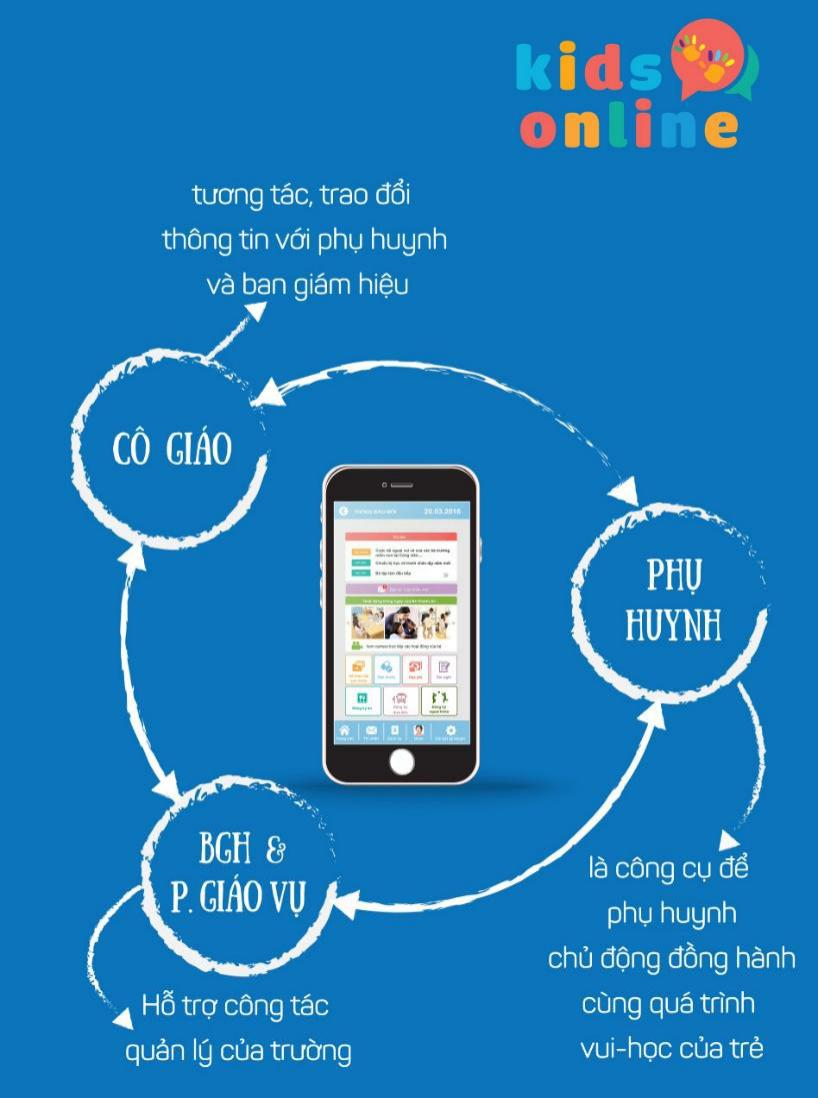 kids
online
tương tác, trao đổi
thông tin với phụ huynh
và ban giám hiệu
CÔ GIÁO
PHỤ
HUYNH
20.03.2016
BGH &
P. GIÁO VỤ
là công cụ để
phụ huynh
chủ động đồng hành
cùng quá trình
vui-học của trẻ
Hỗ trợ công tác
quản lý của trường